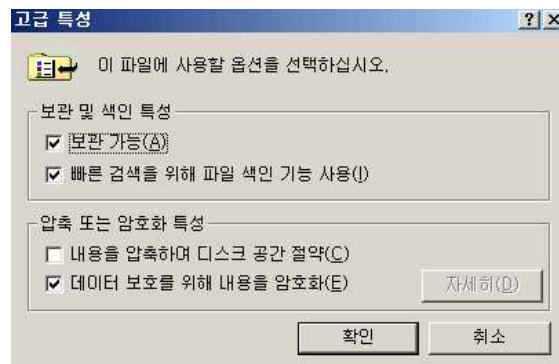 고급 특성
이 파일에 사용할 옵션을 선택하십시오.
보관 및 색인 특성
보관 가능(A)
빠른 검색을 위해 파일 색인 기능 사용(I)
압축 또는 암호화 특성
내용을 압축하여 디스크 공간 절약(C)
데이터 보호를 위해 내용을 암호화(E)
자세히(D)
확인
취소